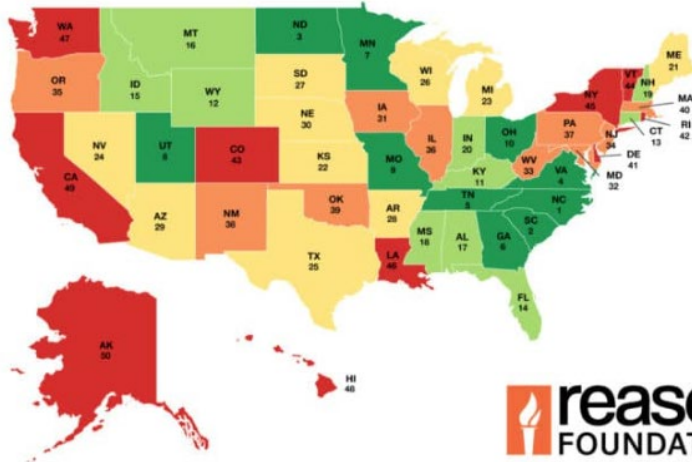 WA
47
MT
16
ND
3
MN
7
ME
21
OR
35
ID
15
WY
12
SD
27
WI
26
MI
23
NY
45
VT
44
NH
19
MA
40
RI
42
CT
13
NV
24
UT
8
CO
43
NE
30
IA
31
IL
36
IN
20
OH
10
PA
37
NJ
34
DE
41
MD
32
WV
33
VA
4
KY
11
CA
49
KS
22
MO
9
TN
5
NC
1
SC
2
AZ
29
NM
38
OK
39
AR
28
MS
18
AL
17
GA
6
TX
25
LA
FL
14
AK
50
HI
reas
FOUNDAT